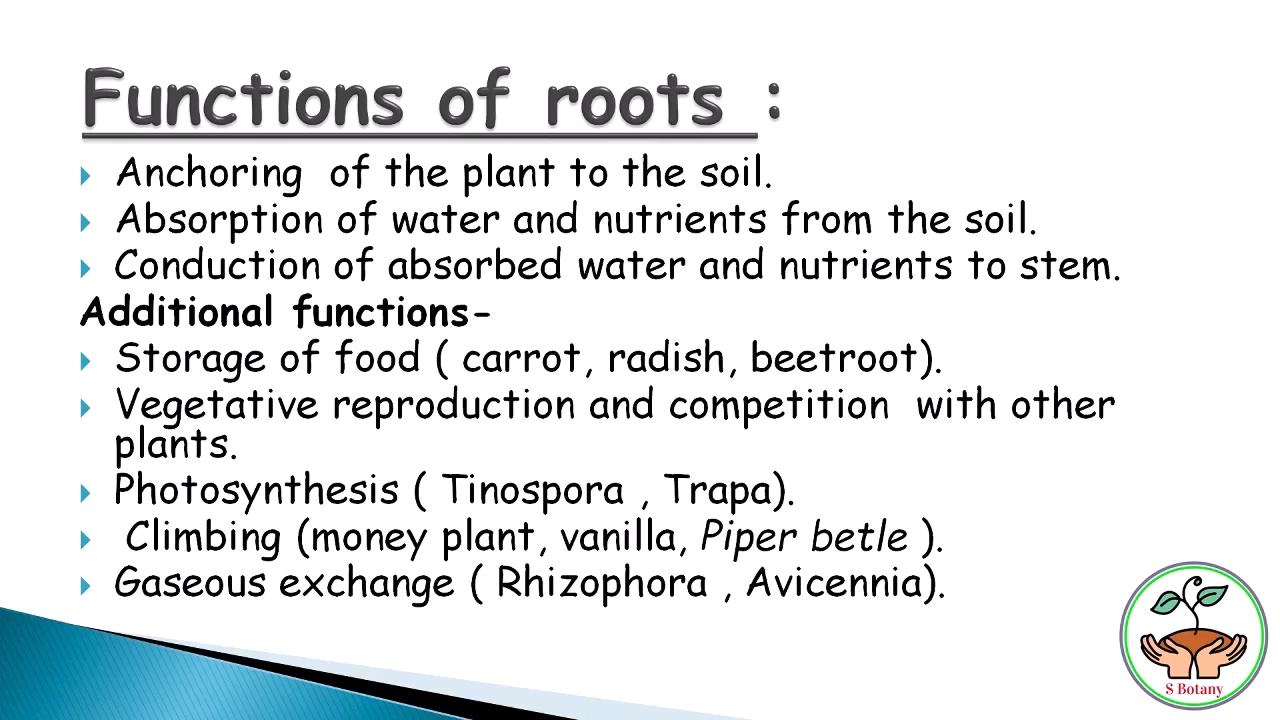 Functions of roots :
Anchoring of the plant to the soil.
Absorption of water and nutrients from the soil.
Conduction of absorbed water and nutrients to stem.
Additional functions-
Storage of food ( carrot, radish, beetroot).
Vegetative reproduction and competition with other
plants.
Photosynthesis ( Tinospora , Trapa).
Climbing (money plant, vanilla, Piper betle ).
Gaseous exchange ( Rhizophora , Avicennia).
S Botany